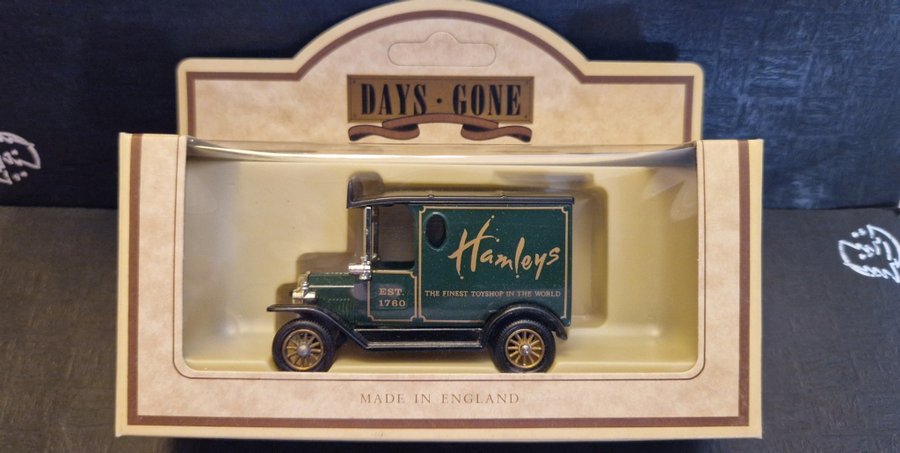 DAYS · GONE
Hamleys
THE FINEST TOYSHOP IN THE WORLD
EST.
1760
MADE IN ENGLAND